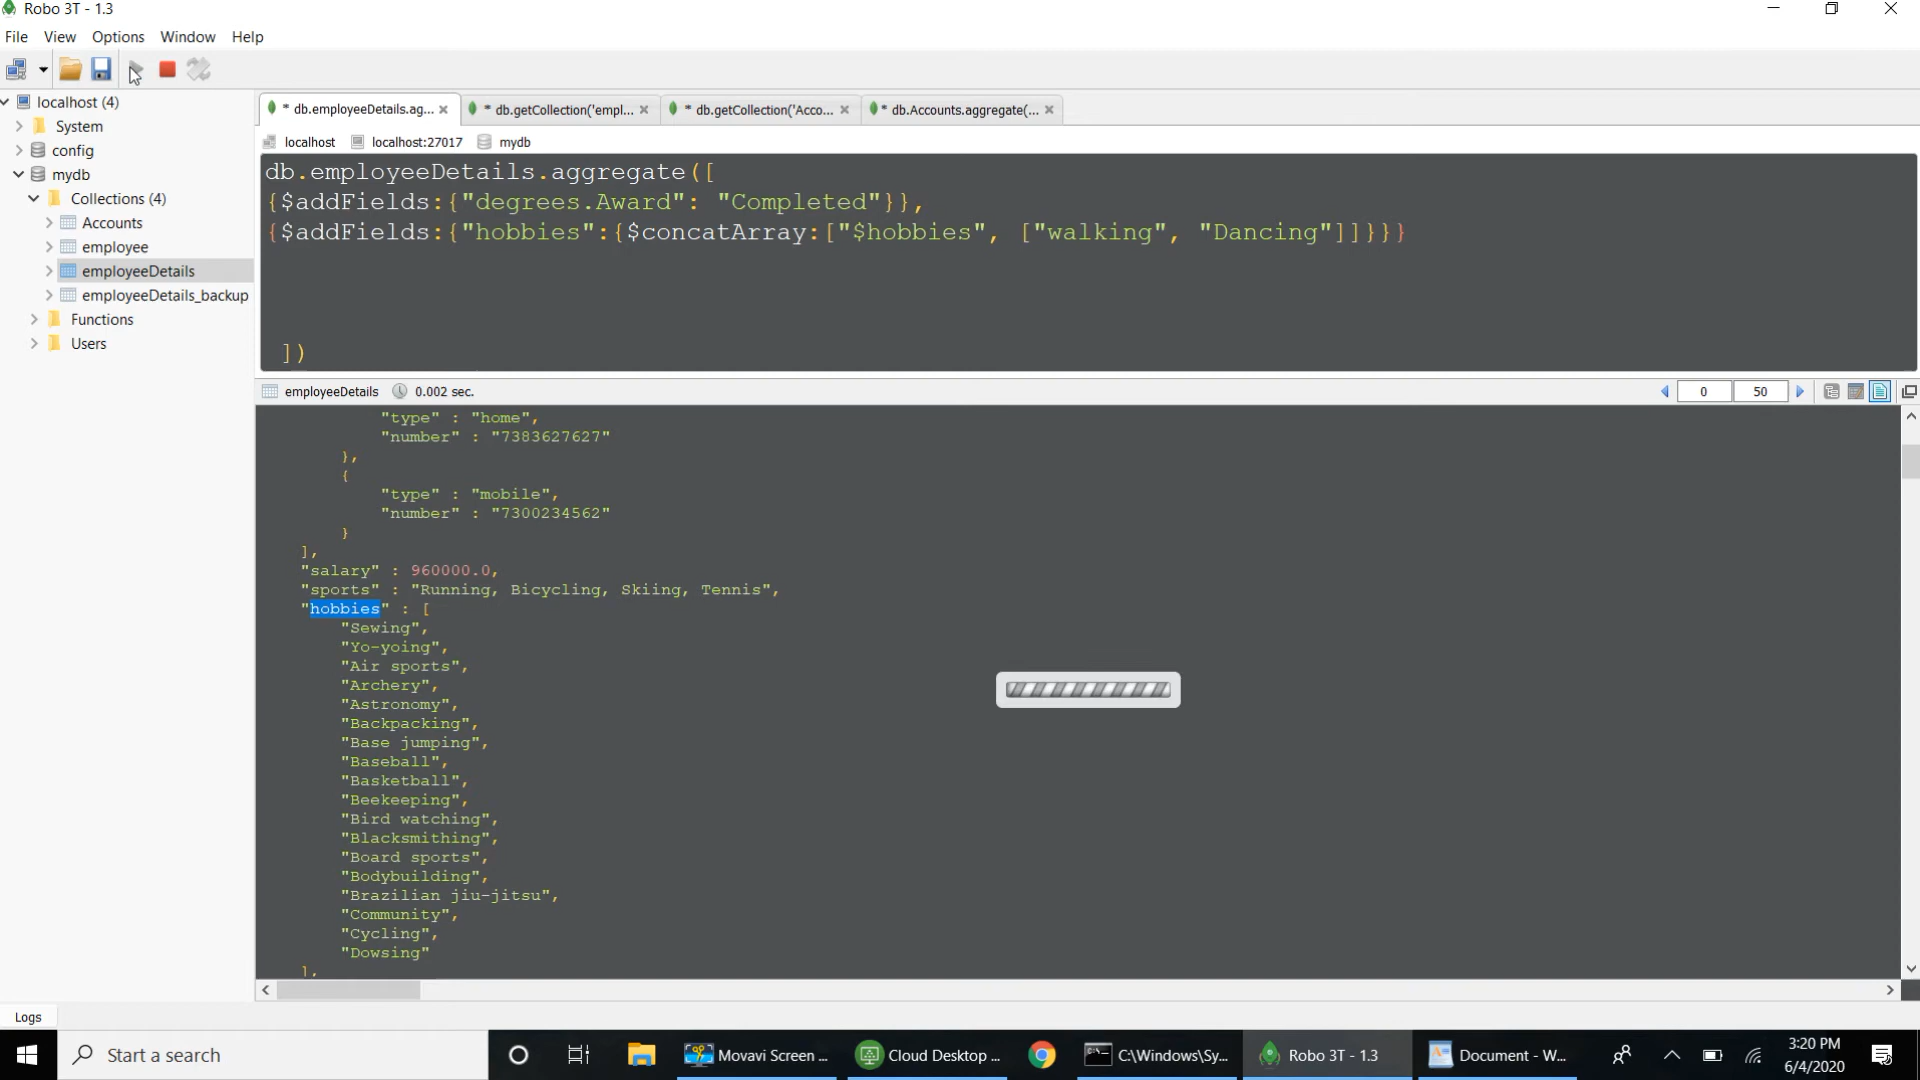 Robo 3T - 1.3
File View Options Window Help
localhost (4)
System
config
mydb
Collections (4)
Accounts
employee
employeeDetails
employeeDetails_backup
Functions
Users
* db.employeeDetails.ag... * db.getCollection('empl... * db.getCollection('Acco... * db.Accounts.aggregate(...
localhost localhost:27017 mydb
db.employeeDetails.aggregate([
{$addFields:{"degrees.Award": "Completed"}},
{$addFields:{"hobbies":{$concatArray:["$hobbies", ["walking", "Dancing"]]}}}
])
employeeDetails 0.002 sec. 0 50
"type" : "home",
"number" : "7383627627"
},
{
"type" : "mobile",
"number" : "7300234562"
}
],
"salary" : 960000.0,
"sports" : "Running, Bicycling, Skiing, Tennis",
"hobbies" : [
"Sewing",
"Yo-yoing",
"Air sports",
"Archery",
"Astronomy",
"Backpacking",
"Base jumping",
"Baseball",
"Basketball",
"Beekeeping",
"Bird watching",
"Blacksmithing",
"Board sports",
"Bodybuilding",
"Brazilian jiu-jitsu",
"Community",
"Cycling",
"Dowsing"
],
Logs
Start a search
Movavi Screen ...
Cloud Desktop ...
C:\Windows\Sy...
Robo 3T - 1.3
Document - W...
3:20 PM
6/4/2020